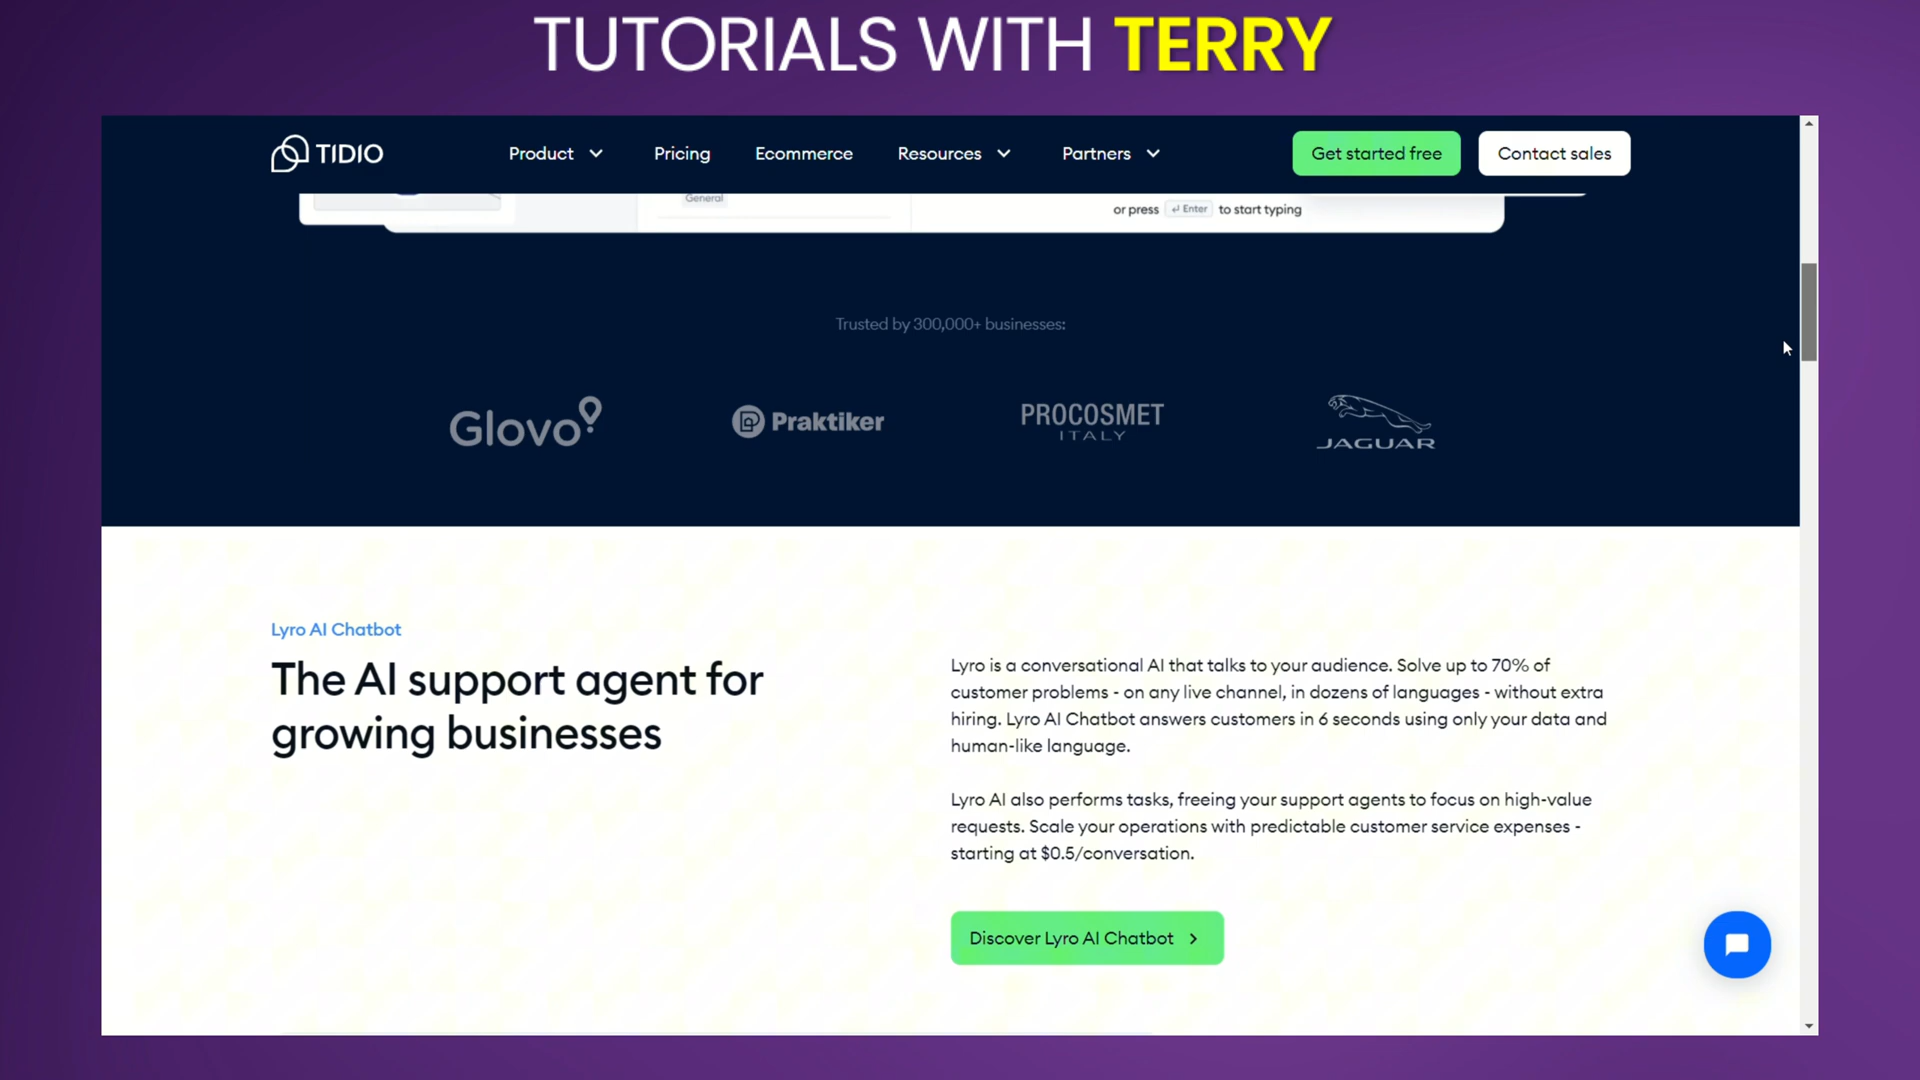 TUTORIALS WITH TERRY
TIDIO Product Pricing Ecommerce Resources Partners Get started free Contact sales
General
or press Enter to start typing
Trusted by 300,000+ businesses:
Glovo Praktiker PROCOSMET ITALY JAGUAR
Lyro AI Chatbot
The AI support agent for
growing businesses
Lyro is a conversational AI that talks to your audience. Solve up to 70% of
customer problems - on any live channel, in dozens of languages - without extra
hiring. Lyro AI Chatbot answers customers in 6 seconds using only your data and
human-like language.
Lyro AI also performs tasks, freeing your support agents to focus on high-value
requests. Scale your operations with predictable customer service expenses -
starting at $0.5/conversation.
Discover Lyro AI Chatbot